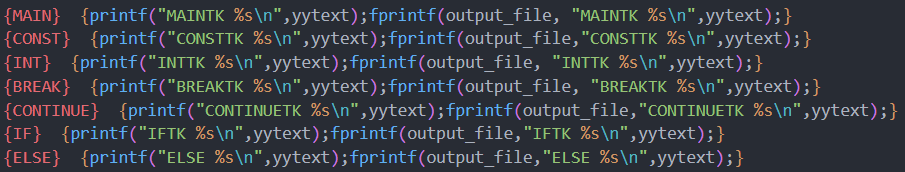 {MAIN}  {printf("MAINTK %s\n",yytext);fprintf(output_file, "MAINTK %s\n",yytext);}
{CONST}  {printf("CONSTTK %s\n",yytext);fprintf(output_file,"CONSTTK %s\n",yytext);}
{INT}  {printf("INTTK %s\n",yytext);fprintf(output_file, "INTTK %s\n",yytext);}
{BREAK}  {printf("BREAKTK %s\n",yytext);fprintf(output_file, "BREAKTK %s\n",yytext);}
{CONTINUE}  {printf("CONTINUETK %s\n",yytext);fprintf(output_file,"CONTINUETK %s\n",yytext);}
{IF}  {printf("IFTK %s\n",yytext);fprintf(output_file,"IFTK %s\n",yytext);}
{ELSE}  {printf("ELSE %s\n",yytext);fprintf(output_file,"ELSE %s\n",yytext);}